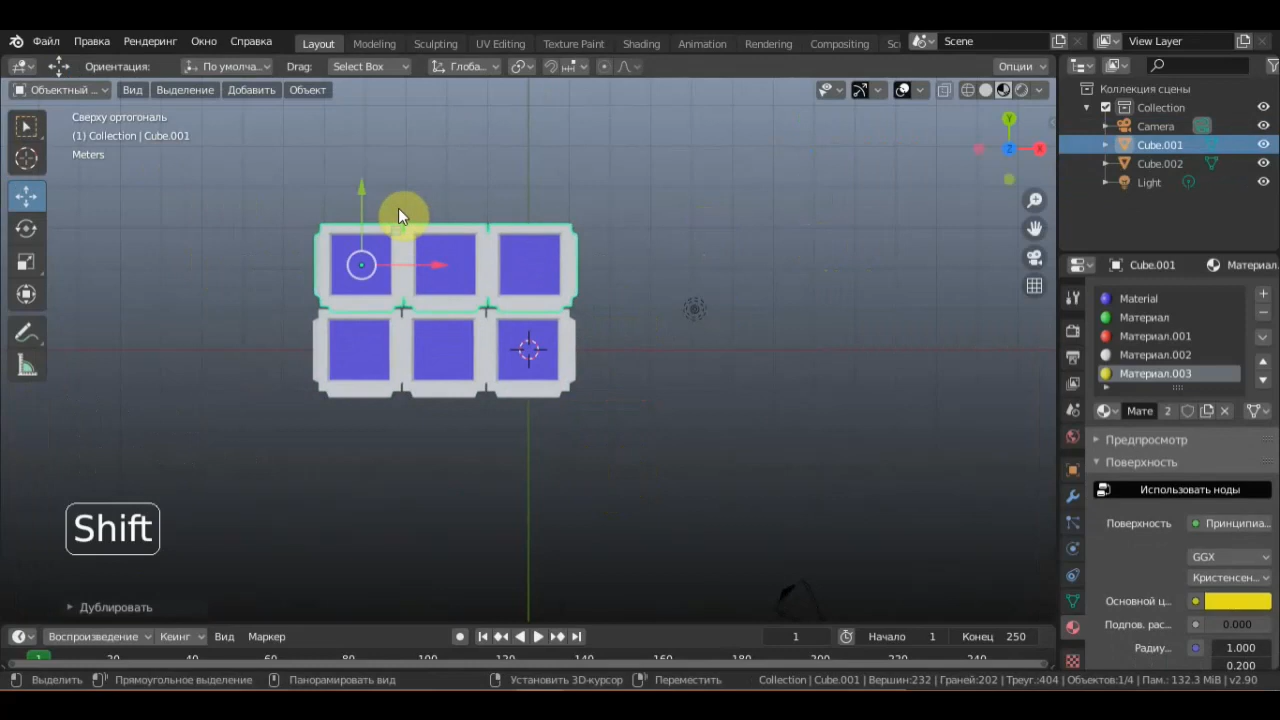 Файл Правка Рендеринг Окно Справка Layout Modeling Sculpting UV Editing Texture Paint Shading Animation Rendering Compositing Sc Scene View Layer
Ориентация: По умолча... Drag: Select Box Глоба... Опции
Объектный ... Вид Выделение Добавить Объект
Сверху ортогональ
(1) Collection | Cube.001
Meters
Y
Z
X
Коллекция сцены
Collection
Camera
Cube.001
Cube.002
Light
Cube.001 Материал.
Material
Материал
Материал.001
Материал.002
Материал.003
Мате 2
Предпросмотр
Поверхность
Использовать ноды
Поверхность Принципиа...
GGX
Кристенсен...
Основной ц...
Подпов. рас... 0.000
Радиу... 1.000
0.200
Shift
Дублировать
Воспроизведение Кеинг Вид Маркер 1 Начало 1 Конец 250
1 20 40 60 80 100 120 140 160 180 200 220 240
Выделить Прямоугольное выделение Панорамировать вид Установить 3D-курсор Переместить Collection | Cube.001 | Вершин:232 | Граней:202 | Треуг.:404 | Объектов:1/4 | Пам.: 132.3 MiB | v2.90